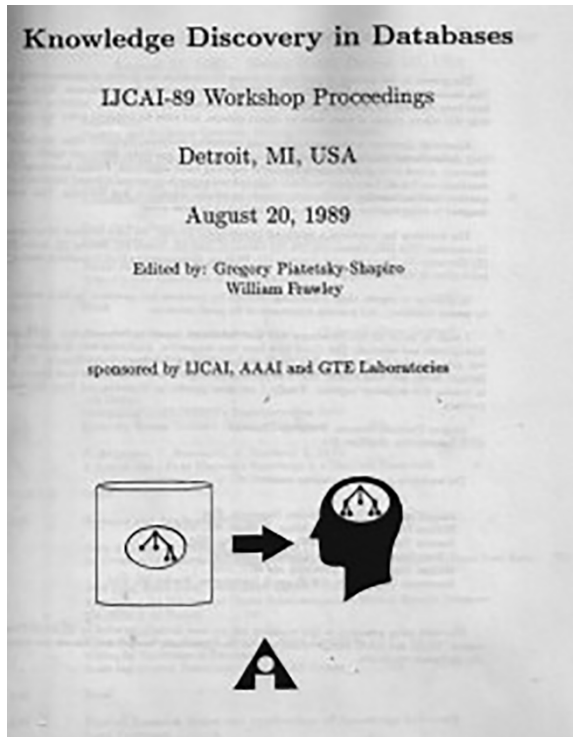 Knowledge Discovery in Databases
IJCAI-89 Workshop Proceedings
Detroit, MI, USA
August 20, 1989
Edited by: Gregory Piatetsky-Shapiro
William Frawley
sponsored by IJCAI, AAAI and GTE Laboratories